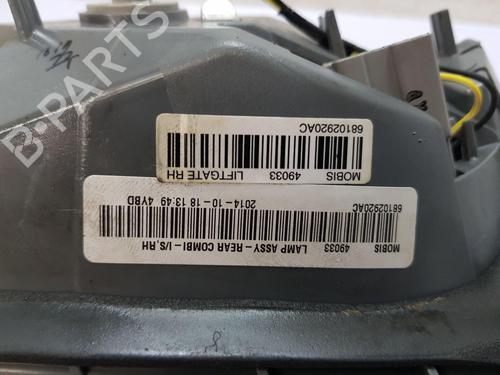 68102920AC
MOBIS 49033 LIFTGATE RH
68102920AC
2014-10-18 13:49 4YBD
MOBIS 49033 LAMP ASSY-REAR COMBI-I/S,RH
B-PARTS